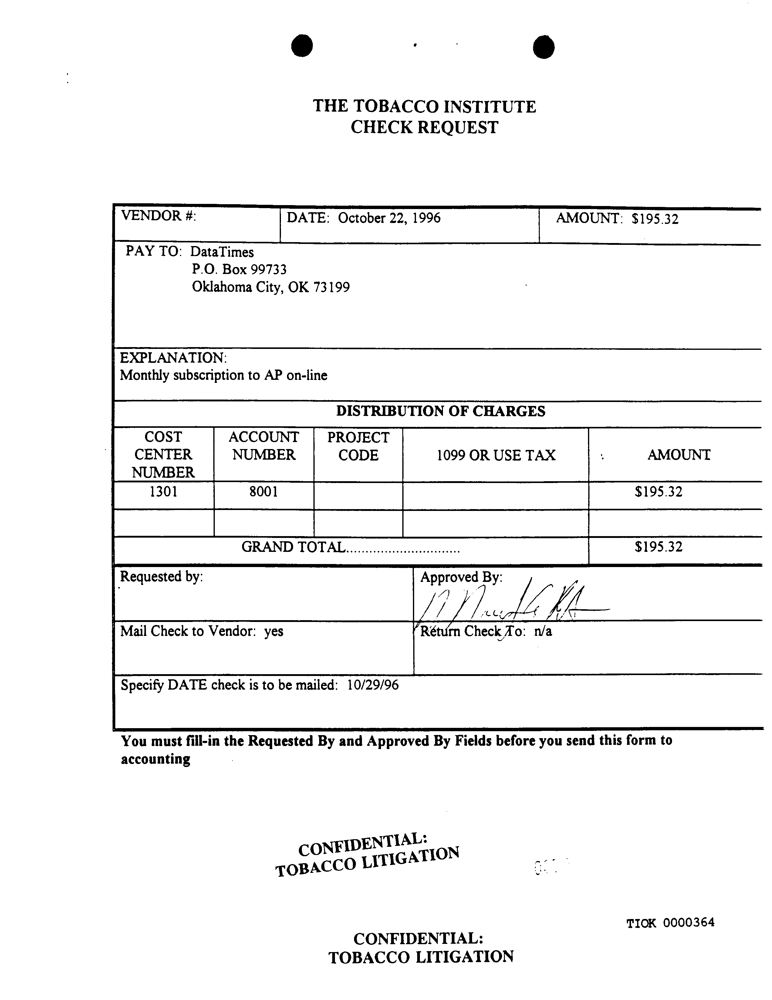 THE TOBACCO INSTITUTE
CHECK REQUEST
VENDOR #:
DATE: October 22, 1996
AMOUNT: $195.32
PAY TO: DataTimes
P.O. Box 99733
Oklahoma City, OK 73199
EXPLANATION:
Monthly subscription to AP on-line
DISTRIBUTION OF CHARGES
COST CENTER NUMBER ACCOUNT NUMBER PROJECT CODE 1099 OR USE TAX AMOUNT
1301 8001 $195.32
GRAND TOTAL.............................. $195.32
Requested by:
Approved By:
Mail Check to Vendor: yes
Return Check To: n/a
Specify DATE check is to be mailed: 10/29/96
You must fill-in the Requested By and Approved By Fields before you send this form to
accounting
CONFIDENTIAL:
TOBACCO LITIGATION
TIOK 0000364
CONFIDENTIAL:
TOBACCO LITIGATION